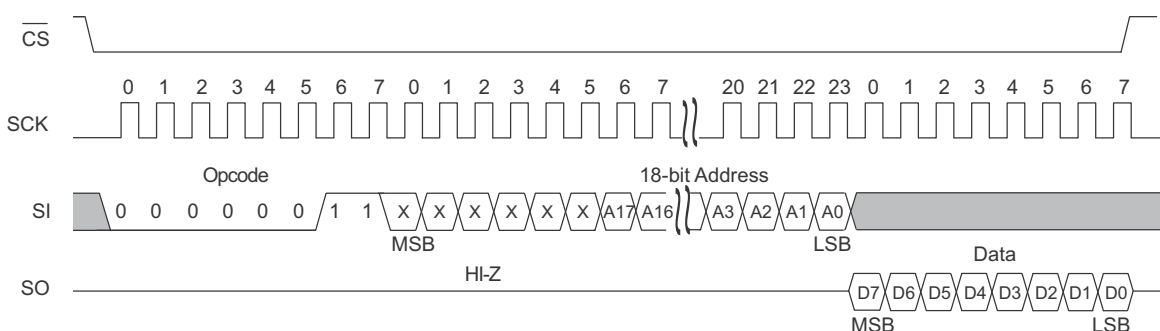 CS
0 1 2 3 4 5 6 7 0 1 2 3 4 5 6 7 20 21 22 23 0 1 2 3 4 5 6 7
SCK
Opcode 18-bit Address
SI 0 0 0 0 0 0 1 1 X X X X X X A17 A16 A3 A2 A1 A0
MSB LSB
HI-Z Data
SO D7 D6 D5 D4 D3 D2 D1 D0
MSB LSB